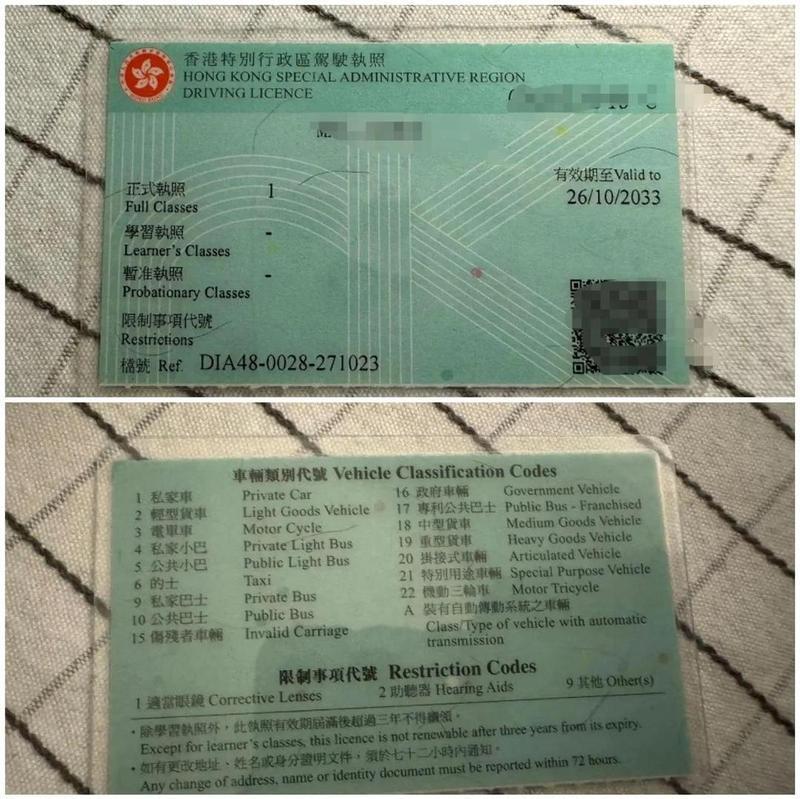 香港特別行政區駕駛執照
HONG KONG SPECIAL ADMINISTRATIVE REGION
DRIVING LICENCE
正式執照 1
Full Classes
學習執照 -
Learner's Classes
暫准執照 -
Probationary Classes
限制事項代號
Restrictions
檔號 Ref. DIA48-0028-271023
有效期至Valid to
26/10/2033
車輛類別代號 Vehicle Classification Codes
1 私家車 Private Car
2 輕型貨車 Light Goods Vehicle
3 電單車 Motor Cycle
4 私家小巴 Private Light Bus
5 公共小巴 Public Light Bus
6 的士 Taxi
9 私家巴士 Private Bus
10 公共巴士 Public Bus
15 傷殘者車輛 Invalid Carriage
16 政府車輛 Government Vehicle
17 專利公共巴士 Public Bus - Franchised
18 中型貨車 Medium Goods Vehicle
19 重型貨車 Heavy Goods Vehicle
20 掛接式車輛 Articulated Vehicle
21 特別用途車輛 Special Purpose Vehicle
22 機動三輪車 Motor Tricycle
A 裝有自動傳動系統之車輛
Class/Type of vehicle with automatic
transmission
限制事項代號 Restriction Codes
1 適當眼鏡 Corrective Lenses 2 助聽器 Hearing Aids 9 其他 Other(s)
• 除學習執照外，此執照有效期屆滿後超過三年不得續領。
Except for learner's classes, this licence is not renewable after three years from its expiry.
• 如有更改地址、姓名或身分證明文件，須於七十二小時內通知。
Any change of address, name or identity document must be reported within 72 hours.